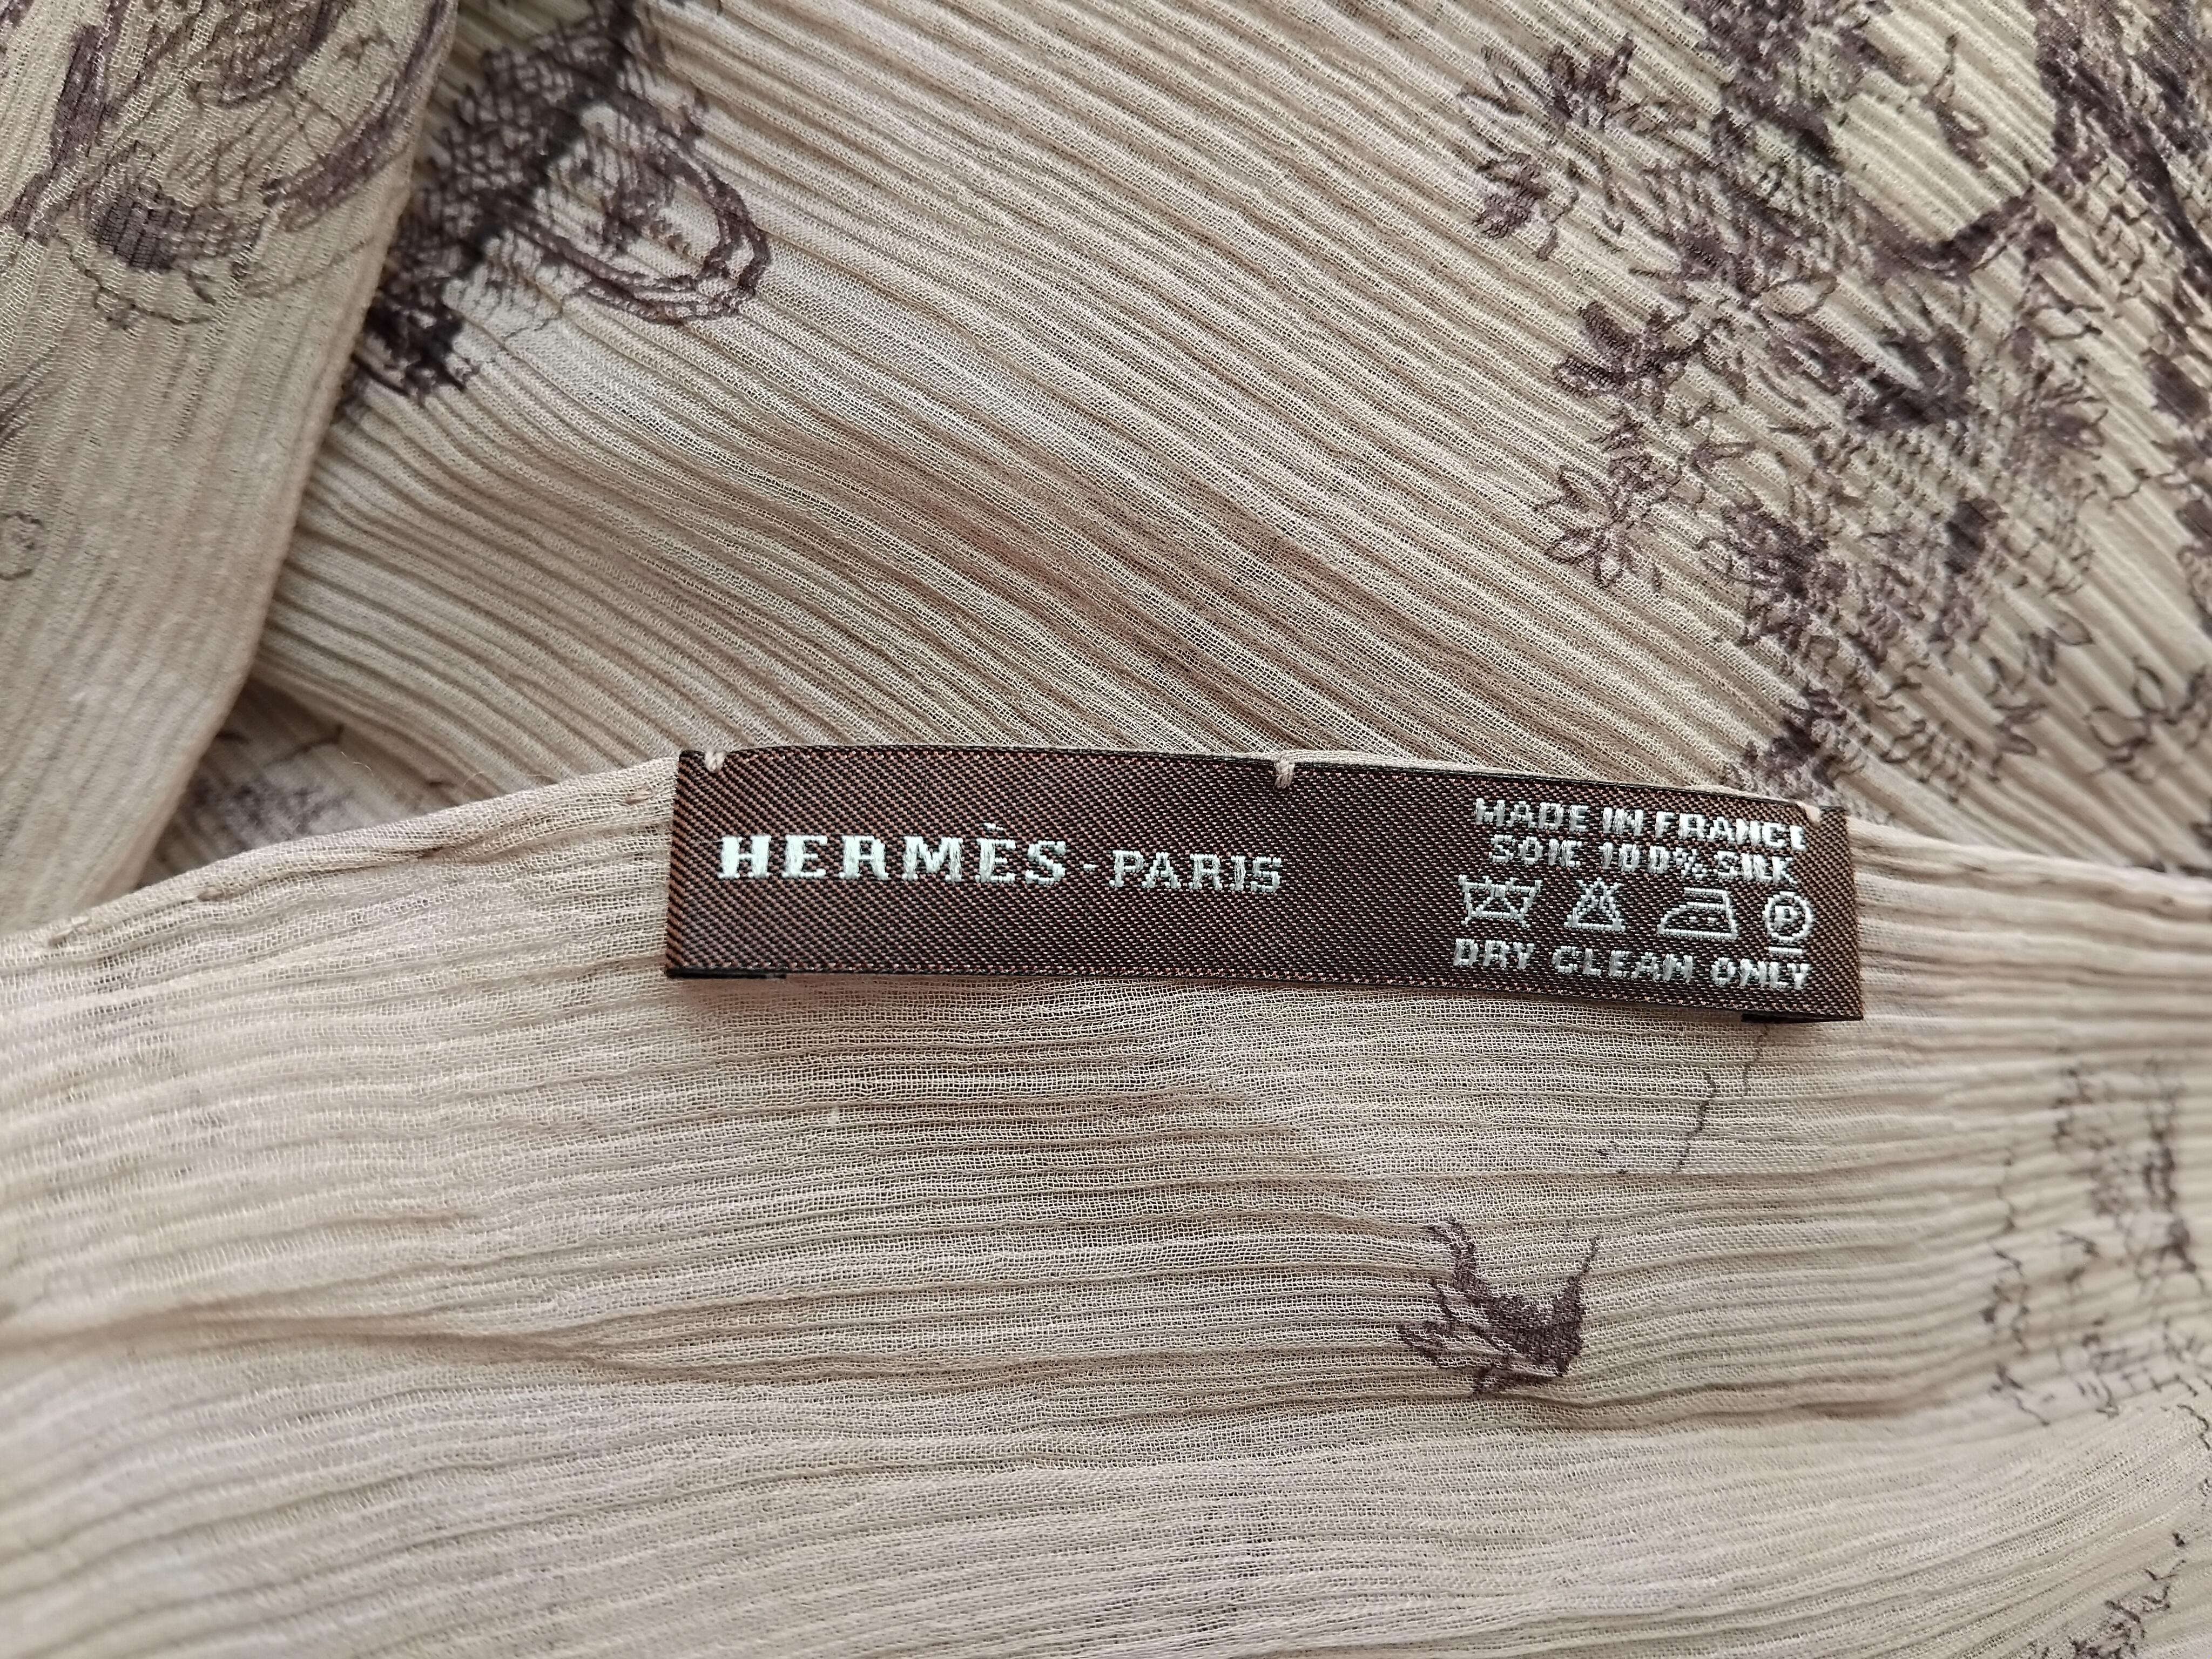 HERMÈS-PARIS
MADE IN FRANCE
SOIE 100% SILK
P
DRY CLEAN ONLY